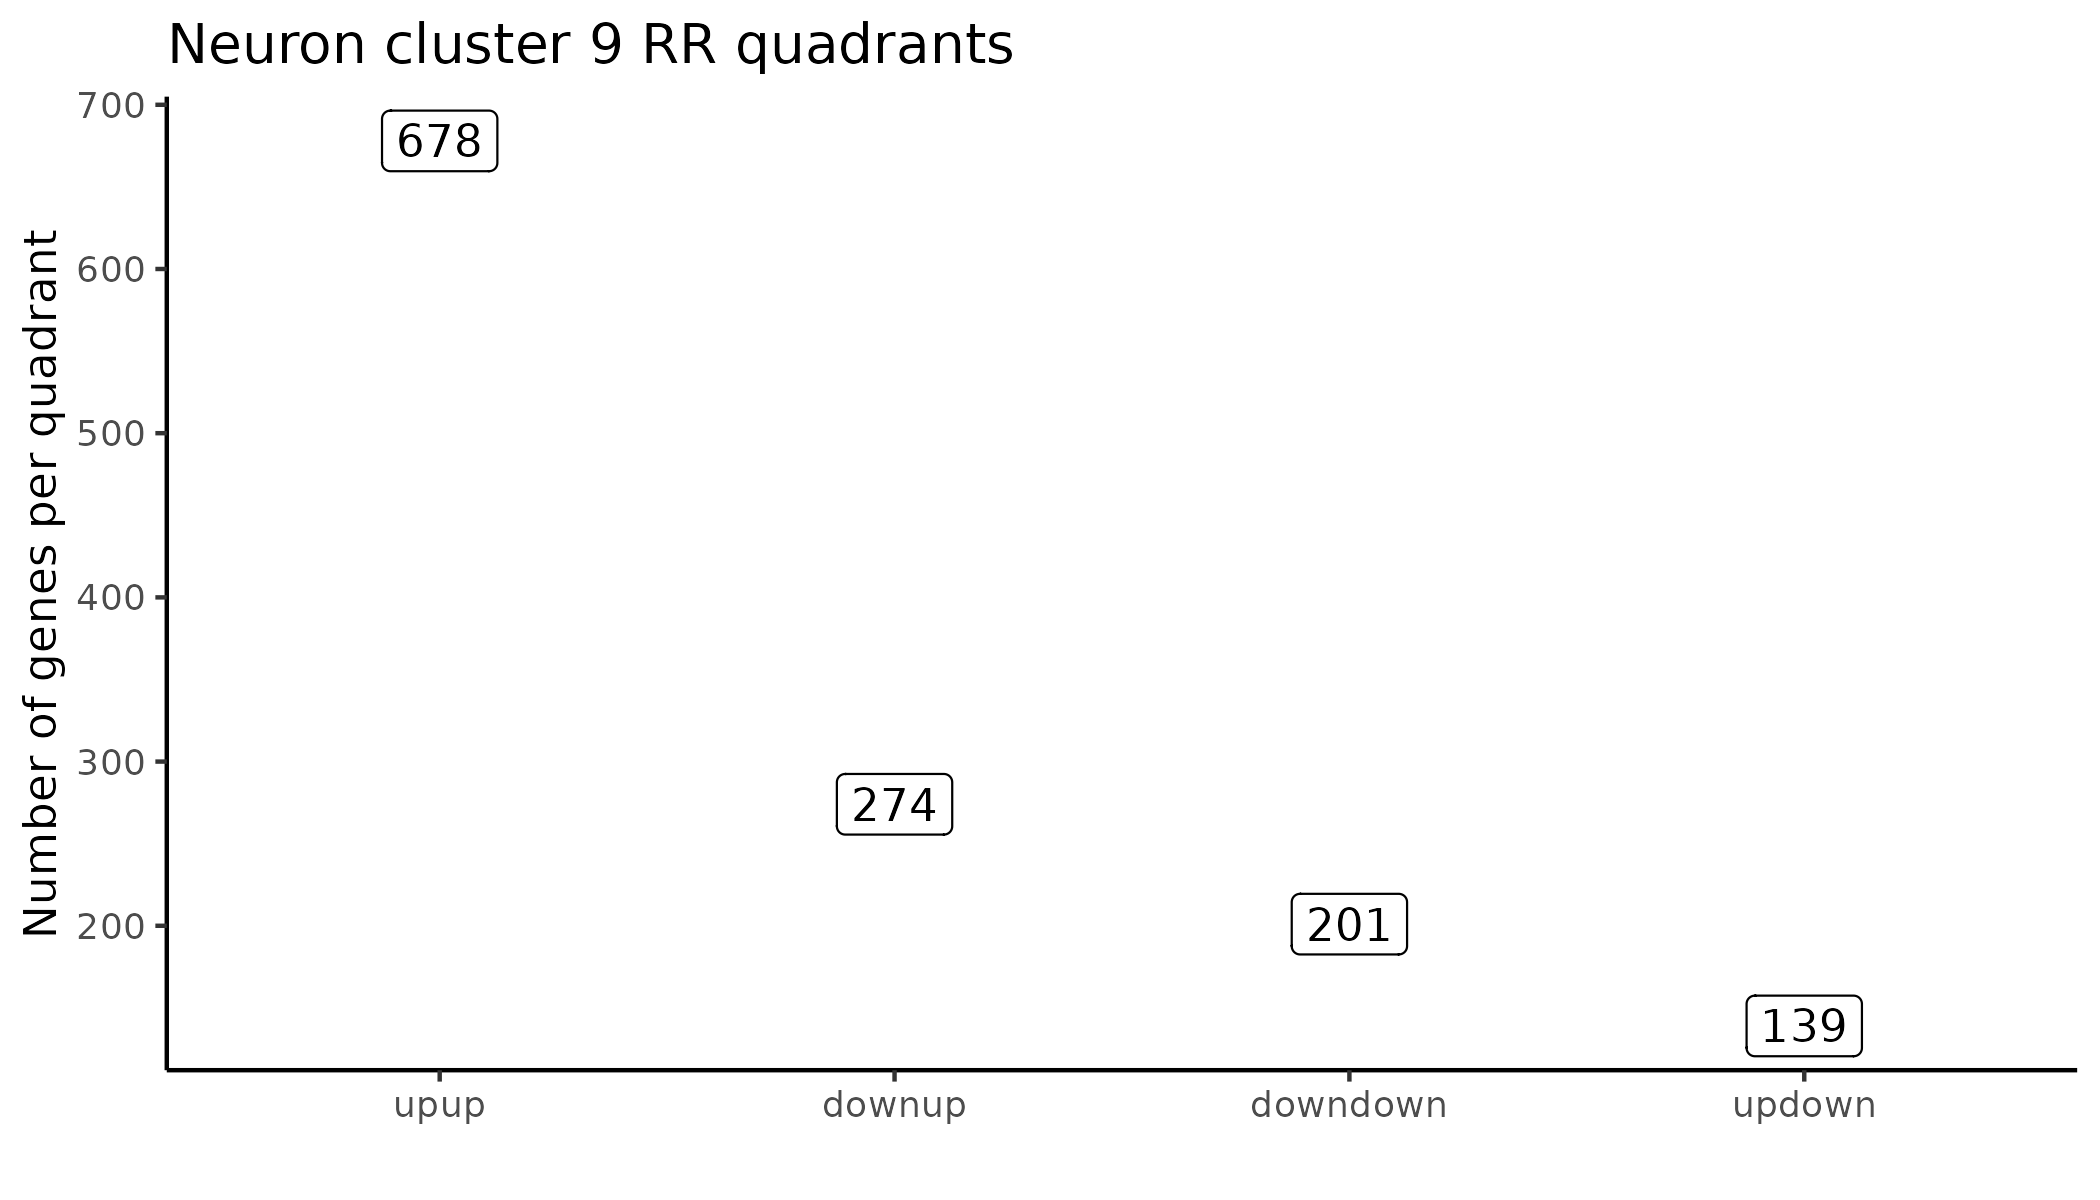 Neuron cluster 9 RR quadrants
Number of genes per quadrant
700
600
500
400
300
200
678
274
201
139
upup
downup
downdown
updown